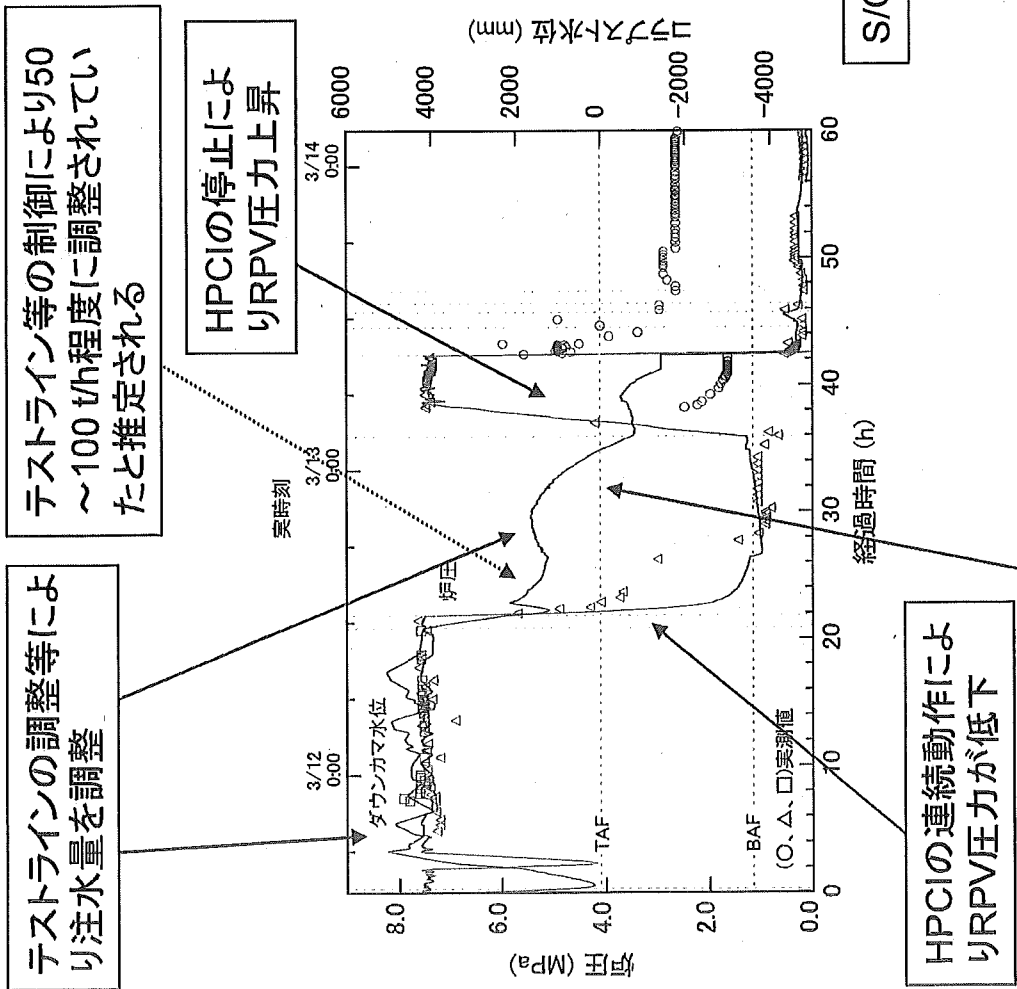 テストラインの調整等によ
り注水量を調整
テストライン等の制御により50
～100 t/h程度に調整されてい
たと推定される
HPCIの停止によ
りRPV圧力上昇
HPCIの連続動作によ
りRPV圧力が低下
S/C
実時刻
3/12
0:00
3/13
0:00
3/14
0:00
ダウンカマ水位
炉圧
TAF
BAF
(○、△、□)実測値
炉圧 (MPa)
8.0
6.0
4.0
2.0
0.0
コラプスト水位 (mm)
6000
4000
2000
0
-2000
-4000
0
10
20
30
40
50
60
経過時間 (h)